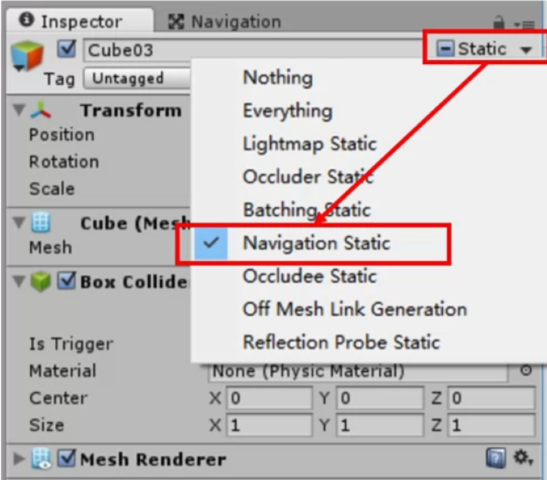 Inspector
Navigation
Cube03
Static
Tag Untagged
Nothing
Everything
Transform
Lightmap Static
Position
Occluder Static
Rotation
Scale
Batching Static
Cube (Mesh
Navigation Static
Mesh
Occludee Static
Box Collide
Off Mesh Link Generation
Is Trigger
Reflection Probe Static
Material None (Physic Material)
Center X 0 Y 0 Z 0
Size X 1 Y 1 Z 1
Mesh Renderer